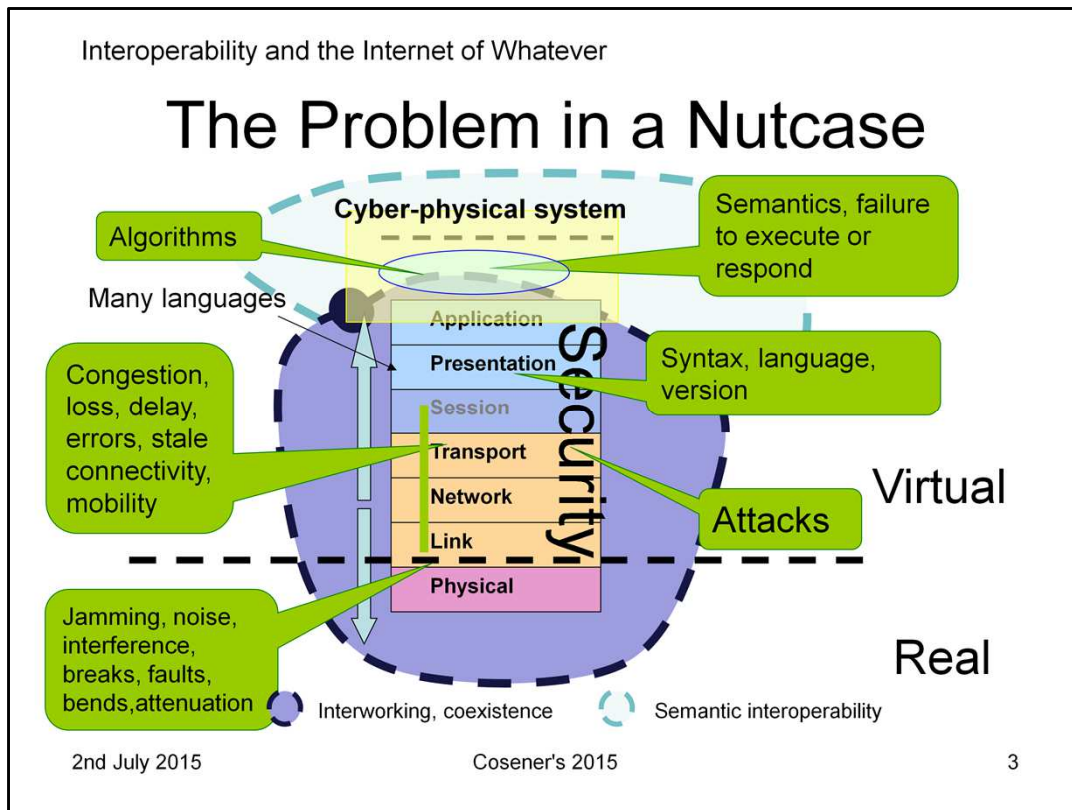 Interoperability and the Internet of Whatever
The Problem in a Nutcase
Cyber-physical system
Algorithms
Semantics, failure
to execute or
respond
Many languages
Application
Presentation
Session
Transport
Network
Link
Physical
Security
Syntax, language,
version
Congestion,
loss, delay,
errors, stale
connectivity,
mobility
Attacks
Virtual
Real
Jamming, noise,
interference,
breaks, faults,
bends,attenuation
Interworking, coexistence
Semantic interoperability
2nd July 2015
Cosener's 2015
3